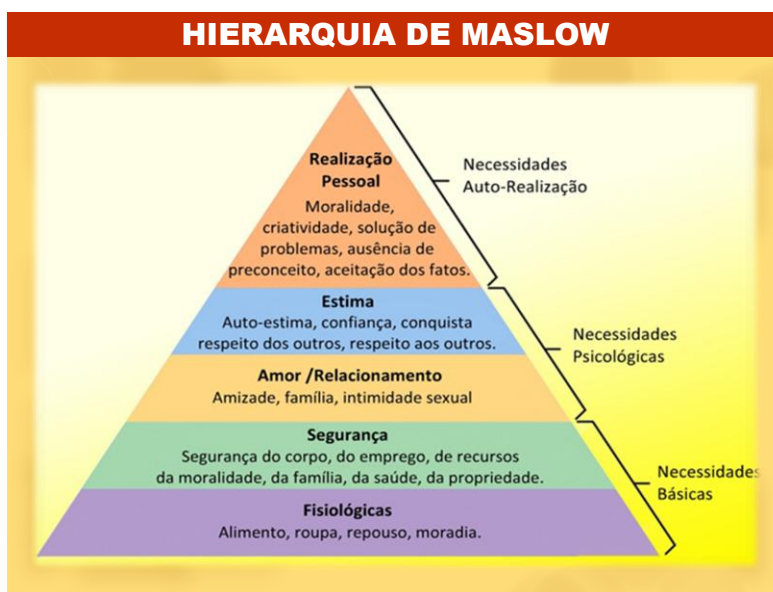 HIERARQUIA DE MASLOW
Realização
Pessoal
Moralidade,
criatividade, solução de
problemas, ausência de
preconceito, aceitação dos fatos.
Necessidades
Auto-Realização
Estima
Auto-estima, confiança, conquista
respeito dos outros, respeito aos outros.
Necessidades
Psicológicas
Amor /Relacionamento
Amizade, família, intimidade sexual
Segurança
Segurança do corpo, do emprego, de recursos
da moralidade, da família, da saúde, da propriedade.
Necessidades
Básicas
Fisiológicas
Alimento, roupa, repouso, moradia.